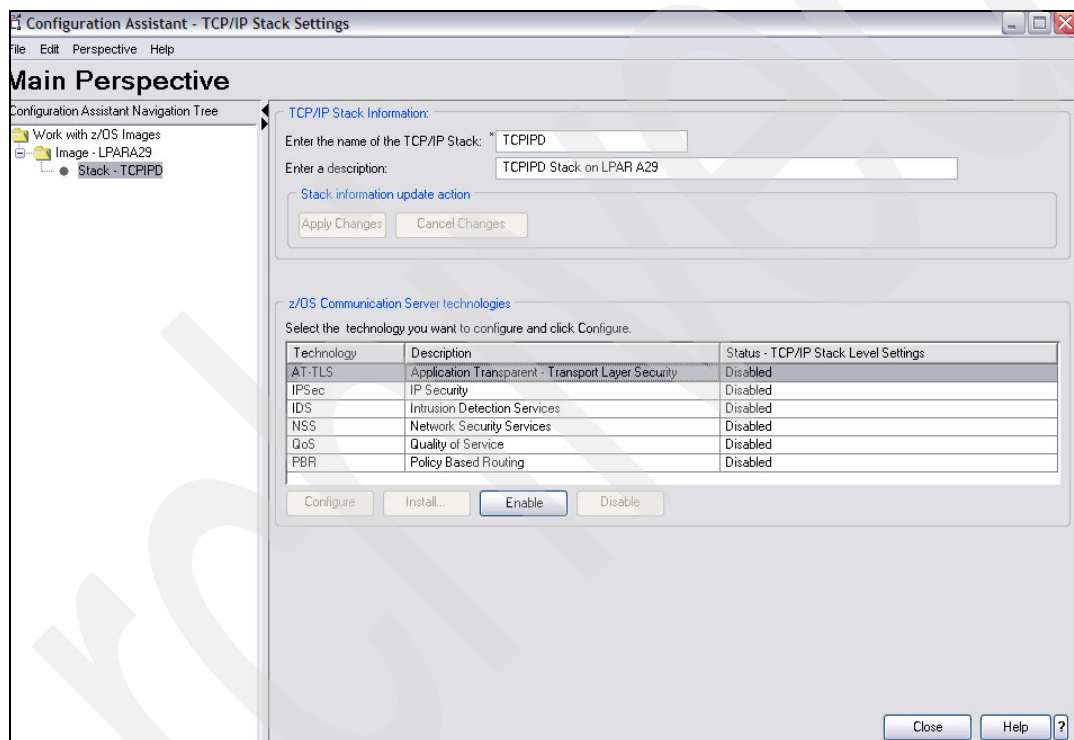 Configuration Assistant - TCP/IP Stack Settings
File Edit Perspective Help
Main Perspective
Configuration Assistant Navigation Tree
Work with z/OS Images
Image - LPARA29
Stack - TCPIPD
TCP/IP Stack Information:
Enter the name of the TCP/IP Stack: * TCPIPD
Enter a description: TCPIPD Stack on LPAR A29
Stack information update action
Apply Changes Cancel Changes
z/OS Communication Server technologies
Select the technology you want to configure and click Configure.
Technology Description Status - TCP/IP Stack Level Settings
AT-TLS Application Transparent - Transport Layer Security Disabled
IPSec IP Security Disabled
IDS Intrusion Detection Services Disabled
NSS Network Security Services Disabled
QoS Quality of Service Disabled
PBR Policy Based Routing Disabled
Configure Install... Enable Disable
Close Help ?